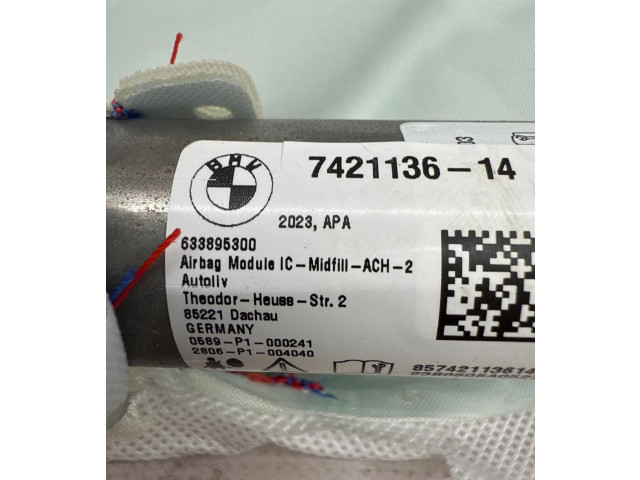 BMW
7421136-14
2023, APA
633895300
Airbag Module IC-Midfill-ACH-2
Autoliv
Theodor-Heuss-Str. 2
85221 Dachau
GERMANY
0589-P1-000241
2806-P1-004040
857421113614